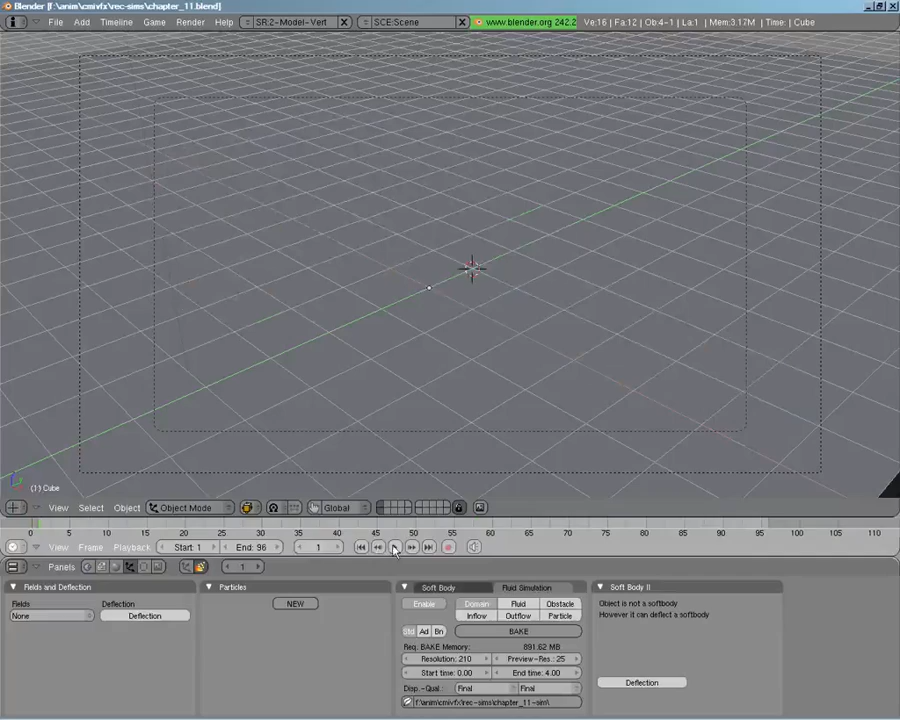 Blender [f:\anim\cmivfx\rec-sims\chapter_11.blend]
File Add Timeline Game Render Help SR:2-Model-Vert SCE:Scene www.blender.org 242.2 Ve:16 | Fa:12 | Ob:4-1 | La:1 | Mem:3.17M | Time: | Cube
(1) Cube
View Select Object Object Mode Global
0 5 10 15 20 25 30 35 40 45 50 55 60 65 70 75 80 85 90 95 100 105 110
View Frame Playback Start: 1 End: 96 1
Panels 1
Fields and Deflection Particles Soft Body Fluid Simulation Soft Body II
Fields Deflection NEW Enable Domain Fluid Obstacle Object is not a softbody
None Deflection Inflow Outflow Particle However it can deflect a softbody
Std Ad Bn BAKE
Req. BAKE Memory: 891.62 MB
Resolution: 210 Preview-Res.: 25
Start time: 0.00 End time: 4.00 Deflection
Disp.-Qual.: Final Final
f:\anim\cmivfx\rec-sims\chapter_11-sim\